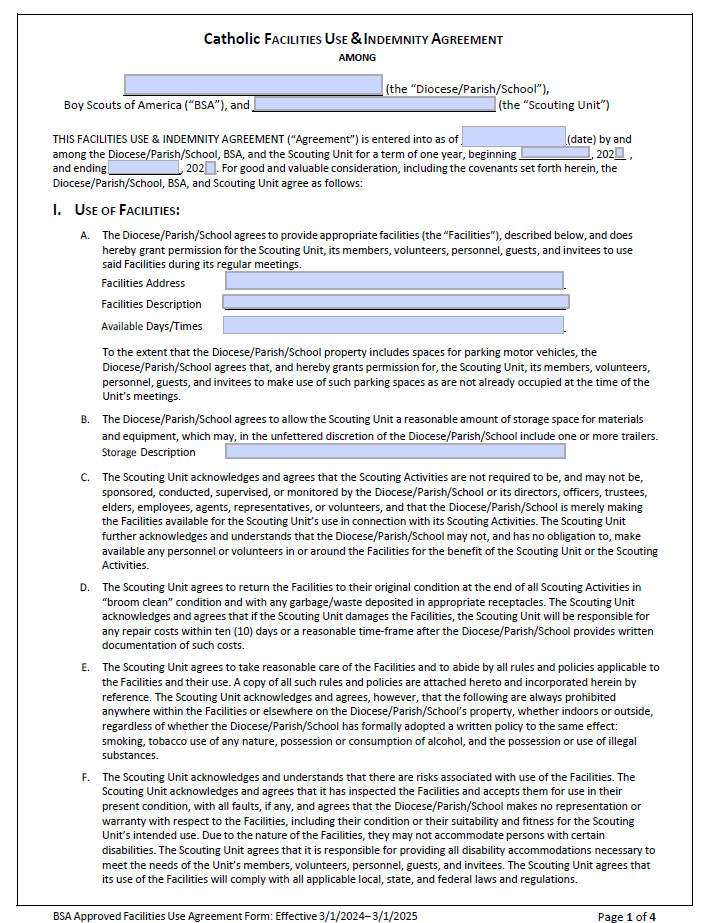 Catholic FACILITIES USE & INDEMNITY AGREEMENT
AMONG
(the “Diocese/Parish/School”),
Boy Scouts of America (“BSA”), and (the “Scouting Unit”)
THIS FACILITIES USE & INDEMNITY AGREEMENT (“Agreement”) is entered into as of (date) by and
among the Diocese/Parish/School, BSA, and the Scouting Unit for a term of one year, beginning , 202 ,
and ending , 202 . For good and valuable consideration, including the covenants set forth herein, the
Diocese/Parish/School, BSA, and Scouting Unit agree as follows:
I. USE OF FACILITIES:
A. The Diocese/Parish/School agrees to provide appropriate facilities (the “Facilities”), described below, and does
hereby grant permission for the Scouting Unit, its members, volunteers, personnel, guests, and invitees to use
said Facilities during its regular meetings.
Facilities Address .
Facilities Description
Available Days/Times .
To the extent that the Diocese/Parish/School property includes spaces for parking motor vehicles, the
Diocese/Parish/School agrees that, and hereby grants permission for, the Scouting Unit, its members, volunteers,
personnel, guests, and invitees to make use of such parking spaces as are not already occupied at the time of the
Unit’s meetings.
B. The Diocese/Parish/School agrees to allow the Scouting Unit a reasonable amount of storage space for materials
and equipment, which may, in the unfettered discretion of the Diocese/Parish/School include one or more trailers.
Storage Description
C. The Scouting Unit acknowledges and agrees that the Scouting Activities are not required to be, and may not be,
sponsored, conducted, supervised, or monitored by the Diocese/Parish/School or its directors, officers, trustees,
elders, employees, agents, representatives, or volunteers, and that the Diocese/Parish/School is merely making
the Facilities available for the Scouting Unit’s use in connection with its Scouting Activities. The Scouting Unit
further acknowledges and understands that the Diocese/Parish/School may not, and has no obligation to, make
available any personnel or volunteers in or around the Facilities for the benefit of the Scouting Unit or the Scouting
Activities.
D. The Scouting Unit agrees to return the Facilities to their original condition at the end of all Scouting Activities in
“broom clean” condition and with any garbage/waste deposited in appropriate receptacles. The Scouting Unit
acknowledges and agrees that if the Scouting Unit damages the Facilities, the Scouting Unit will be responsible for
any repair costs within ten (10) days or a reasonable time-frame after the Diocese/Parish/School provides written
documentation of such costs.
E. The Scouting Unit agrees to take reasonable care of the Facilities and to abide by all rules and policies applicable to
the Facilities and their use. A copy of all such rules and policies are attached hereto and incorporated herein by
reference. The Scouting Unit acknowledges and agrees, however, that the following are always prohibited
anywhere within the Facilities or elsewhere on the Diocese/Parish/School’s property, whether indoors or outside,
regardless of whether the Diocese/Parish/School has formally adopted a written policy to the same effect:
smoking, tobacco use of any nature, possession or consumption of alcohol, and the possession or use of illegal
substances.
F. The Scouting Unit acknowledges and understands that there are risks associated with use of the Facilities. The
Scouting Unit acknowledges and agrees that it has inspected the Facilities and accepts them for use in their
present condition, with all faults, if any, and agrees that the Diocese/Parish/School makes no representation or
warranty with respect to the Facilities, including their condition or their suitability and fitness for the Scouting
Unit’s intended use. Due to the nature of the Facilities, they may not accommodate persons with certain
disabilities. The Scouting Unit agrees that it is responsible for providing all disability accommodations necessary to
meet the needs of the Unit’s members, volunteers, personnel, guests, and invitees. The Scouting Unit agrees that
its use of the Facilities will comply with all applicable local, state, and federal laws and regulations.
BSA Approved Facilities Use Agreement Form: Effective 3/1/2024–3/1/2025 Page 1 of 4